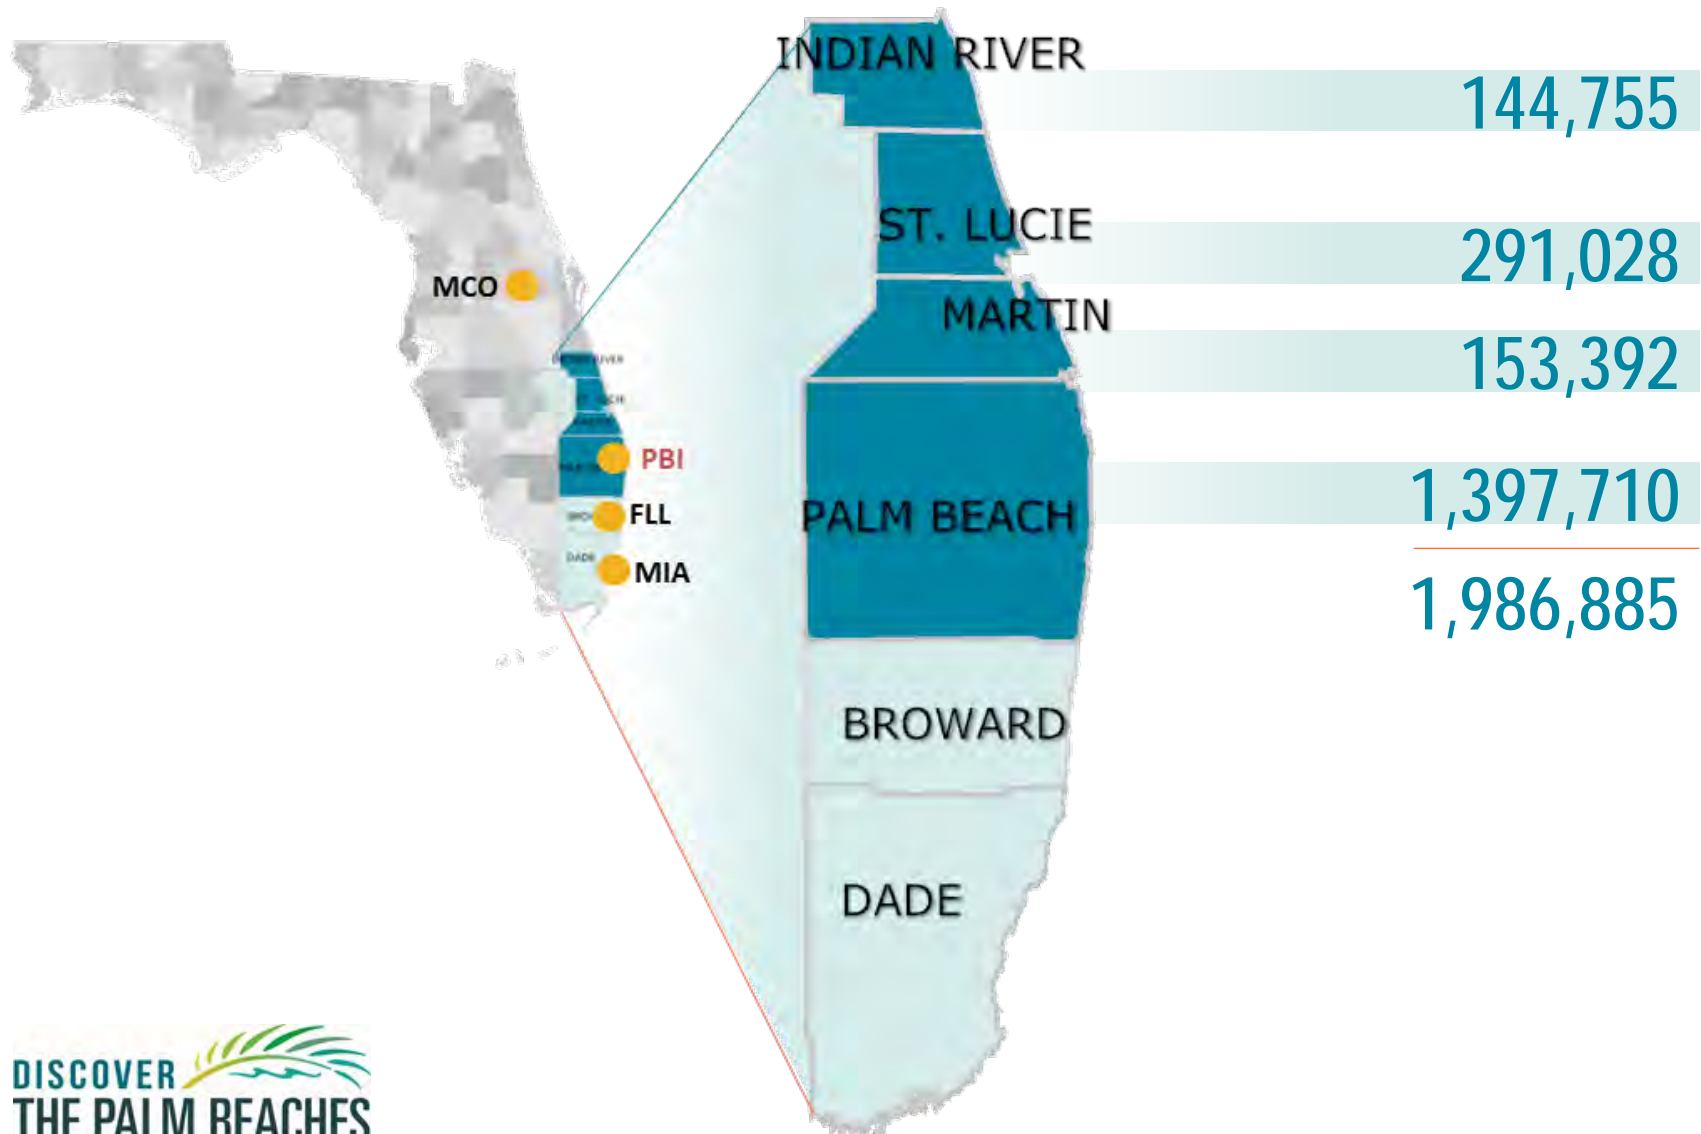 INDIAN RIVER
144,755
ST. LUCIE
291,028
MCO
MARTIN
153,392
PBI
PALM BEACH
1,397,710
FLL
MIA
1,986,885
DADE
BROWARD
DADE
DISCOVER
THE PALM BEACHES